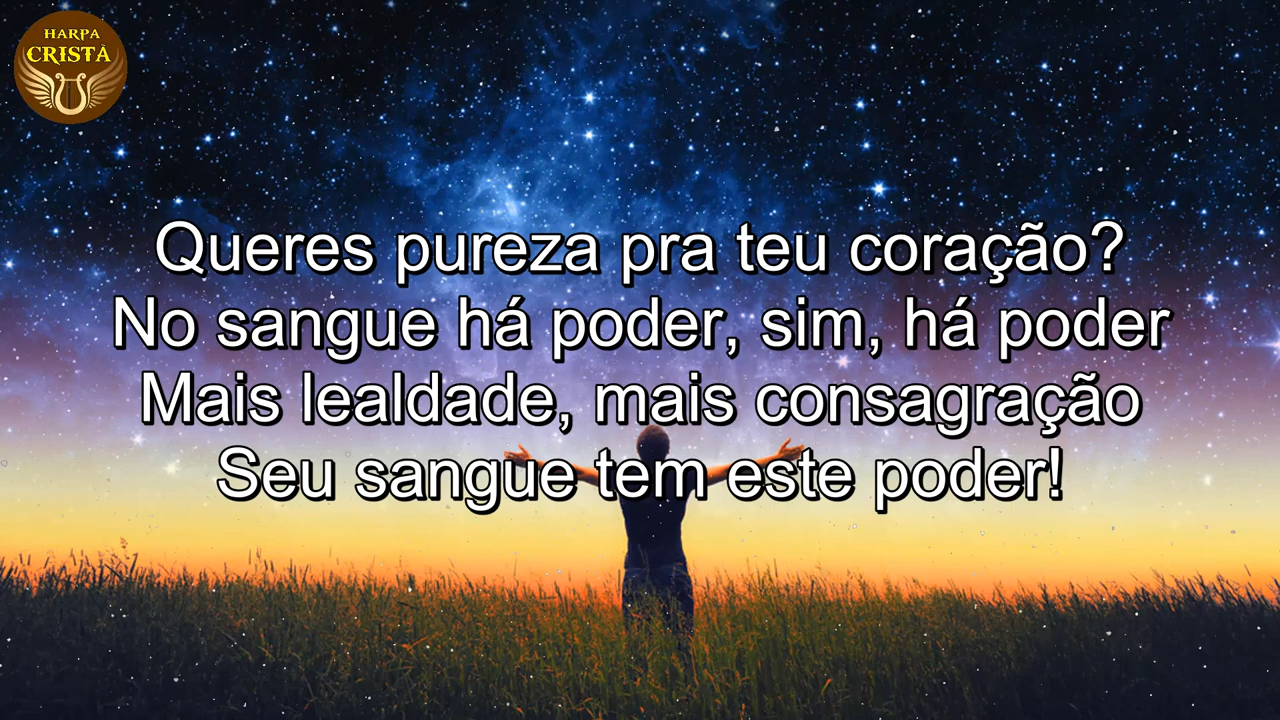 HARPA
CRISTÃ
Queres pureza pra teu coração?
No sangue há poder, sim, há poder
Mais lealdade, mais consagração
Seu sangue tem este poder!